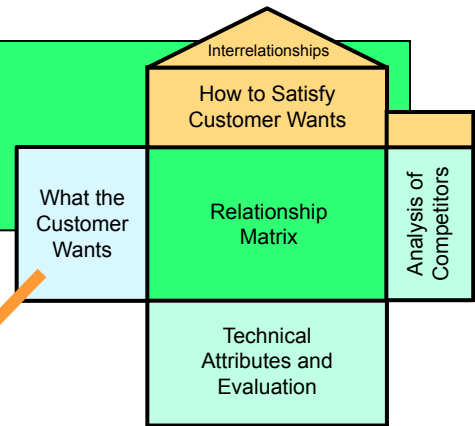 Interrelationships
How to Satisfy
Customer Wants
What the
Customer
Wants
Relationship
Matrix
Analysis of
Competitors
Technical
Attributes and
Evaluation